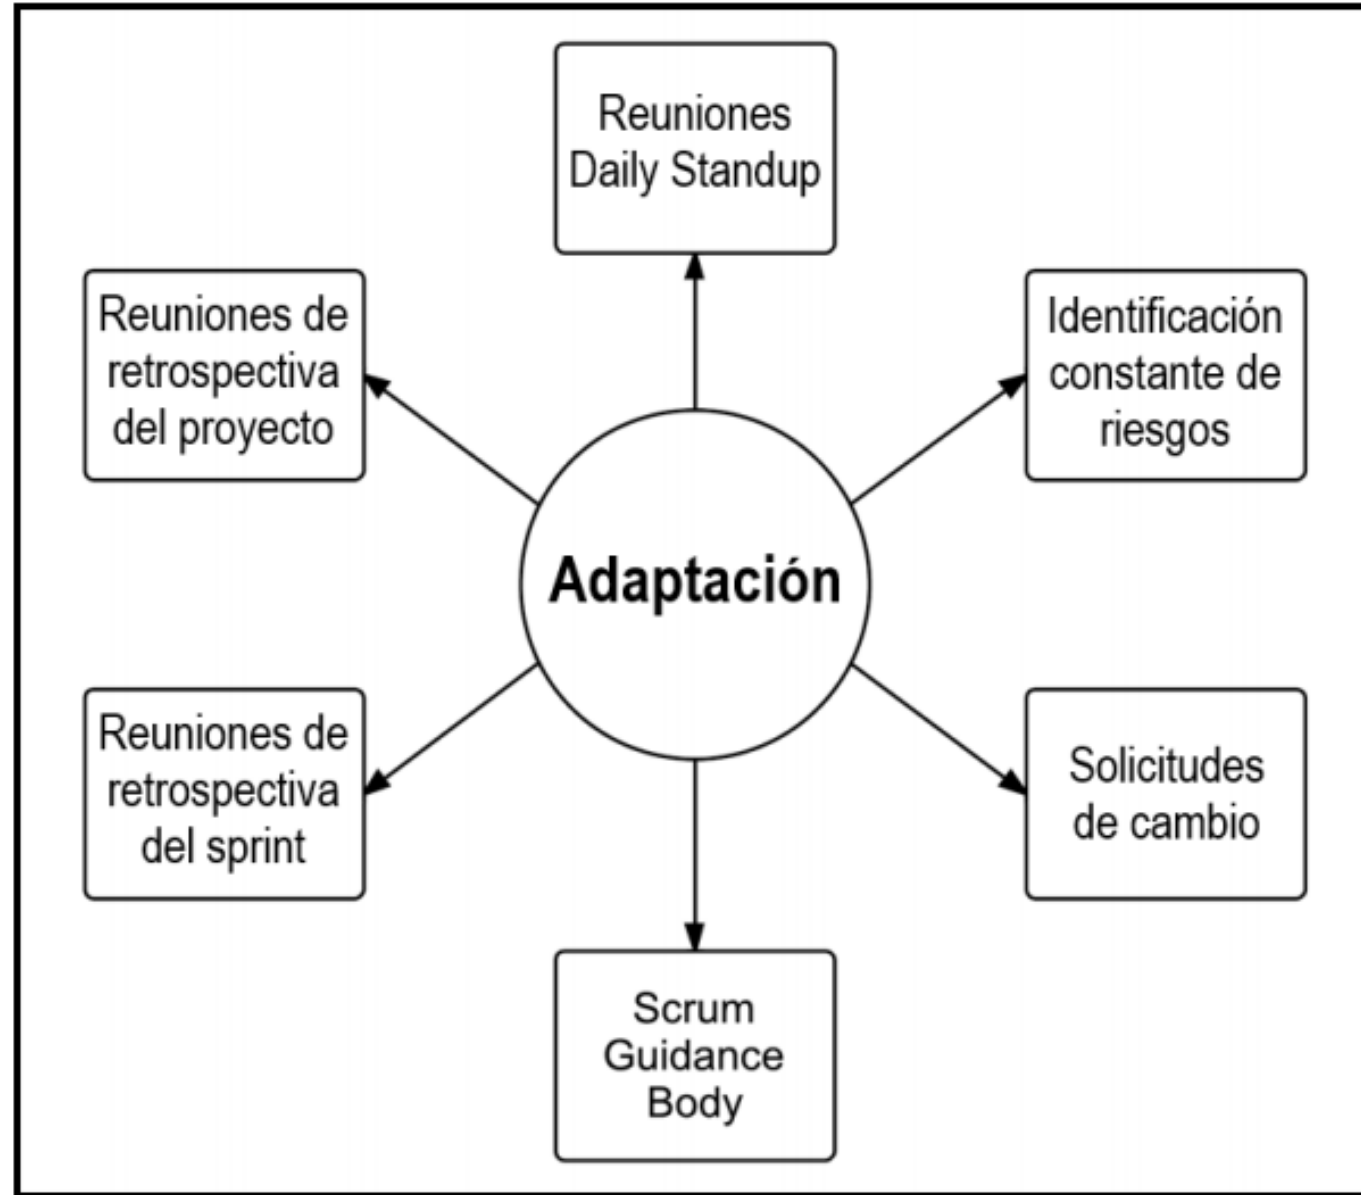 Reuniones
Daily Standup
Reuniones de
retrospectiva
del proyecto
Identificación
constante de
riesgos
Adaptación
Reuniones de
retrospectiva
del sprint
Solicitudes
de cambio
Scrum
Guidance
Body